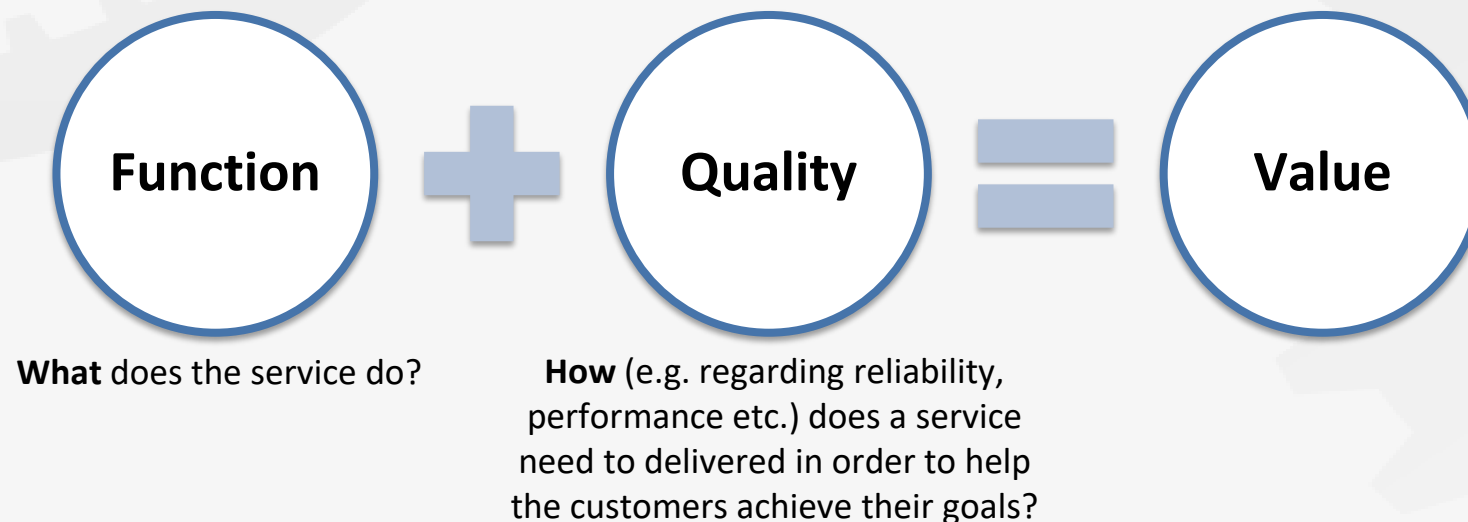 Function
Quality
Value
What does the service do?
How (e.g. regarding reliability,
performance etc.) does a service
need to delivered in order to help
the customers achieve their goals?